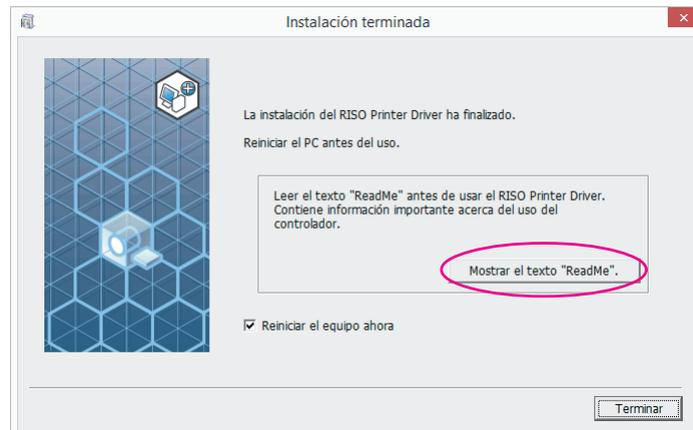 Instalación terminada
La instalación del RISO Printer Driver ha finalizado.
Reiniciar el PC antes del uso.
Leer el texto "ReadMe" antes de usar el RISO Printer Driver.
Contiene información importante acerca del uso del
controlador.
Mostrar el texto "ReadMe".
Reiniciar el equipo ahora
Terminar